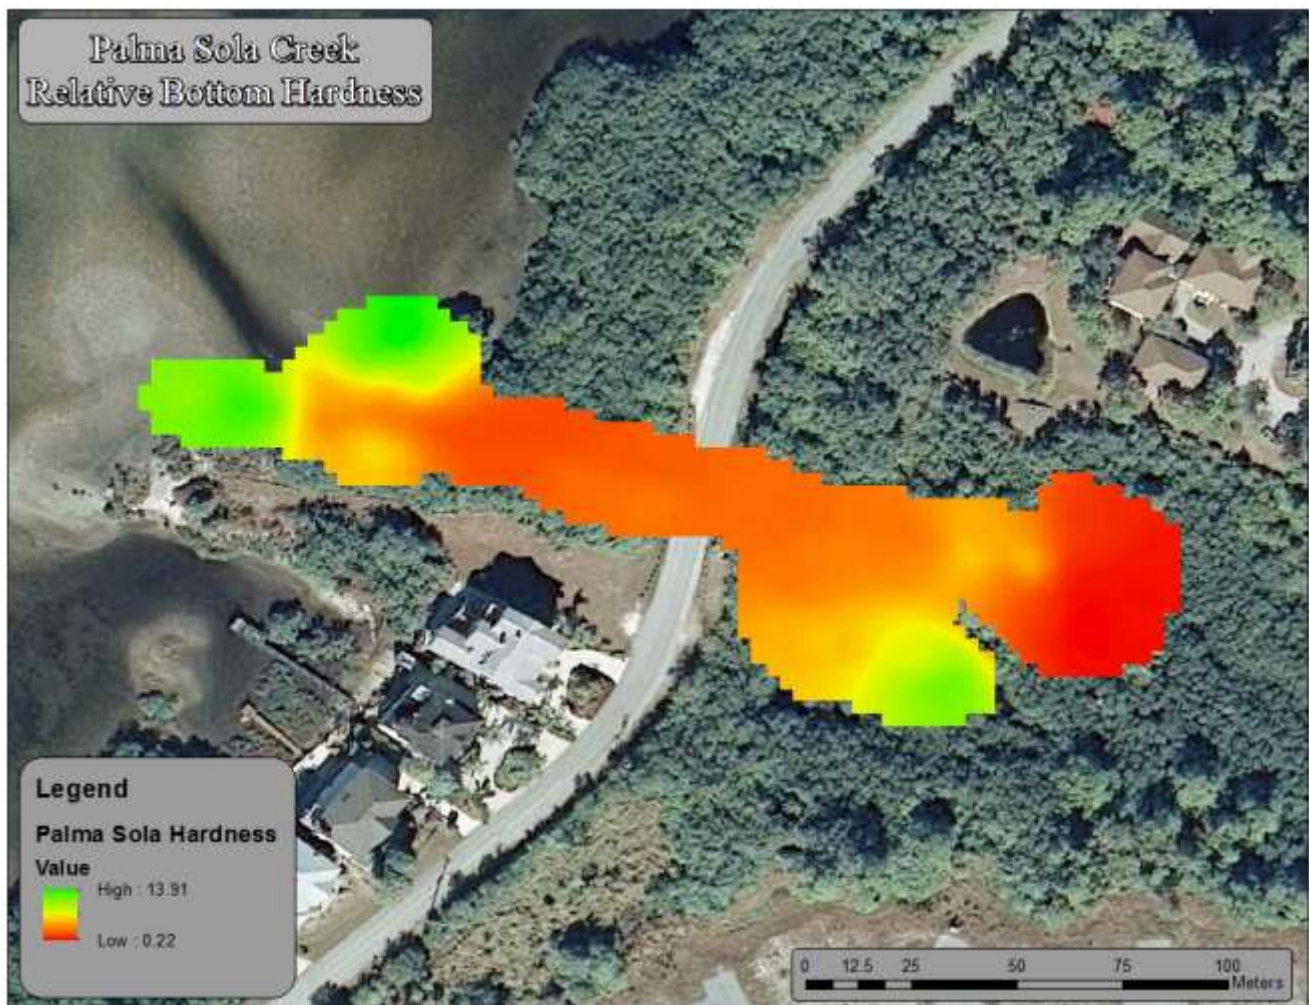 Palma Sola Creek
Relative Bottom Hardness
Legend
Palma Sola Hardness
Value
High : 13.91
Low : 0.22
0 12.5 25 50 75 100
Meters